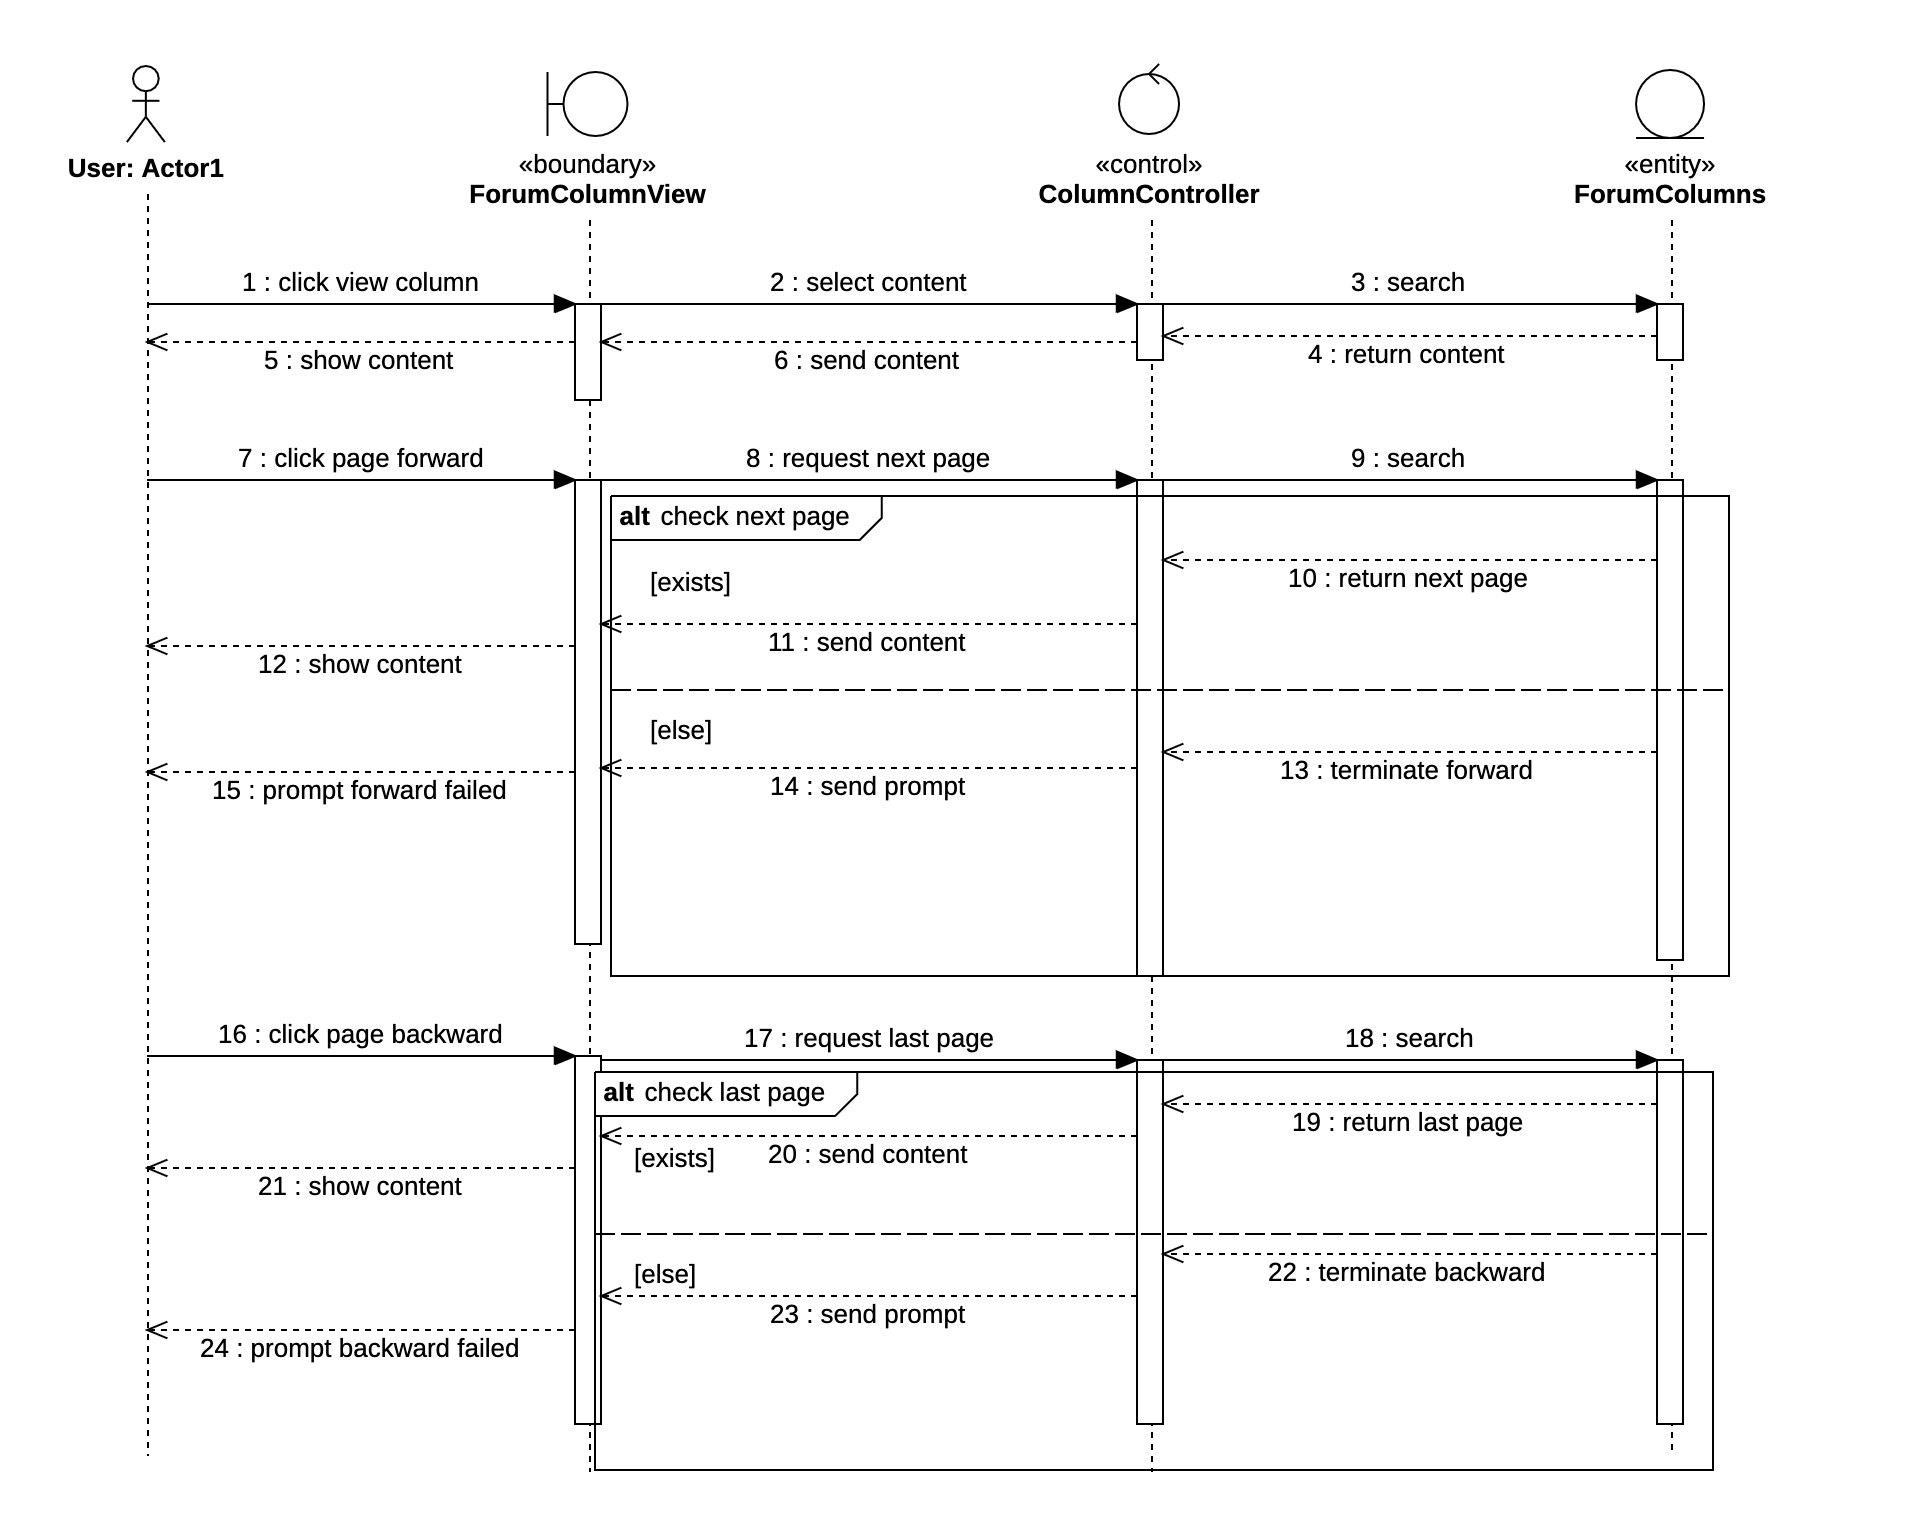 User: Actor1
«boundary»
ForumColumnView
«control»
ColumnController
«entity»
ForumColumns
1 : click view column
2 : select content
3 : search
5 : show content
6 : send content
4 : return content
7 : click page forward
8 : request next page
9 : search
alt check next page
[exists]
10 : return next page
11 : send content
12 : show content
[else]
13 : terminate forward
14 : send prompt
15 : prompt forward failed
16 : click page backward
17 : request last page
18 : search
alt check last page
19 : return last page
[exists]
20 : send content
21 : show content
[else]
22 : terminate backward
23 : send prompt
24 : prompt backward failed